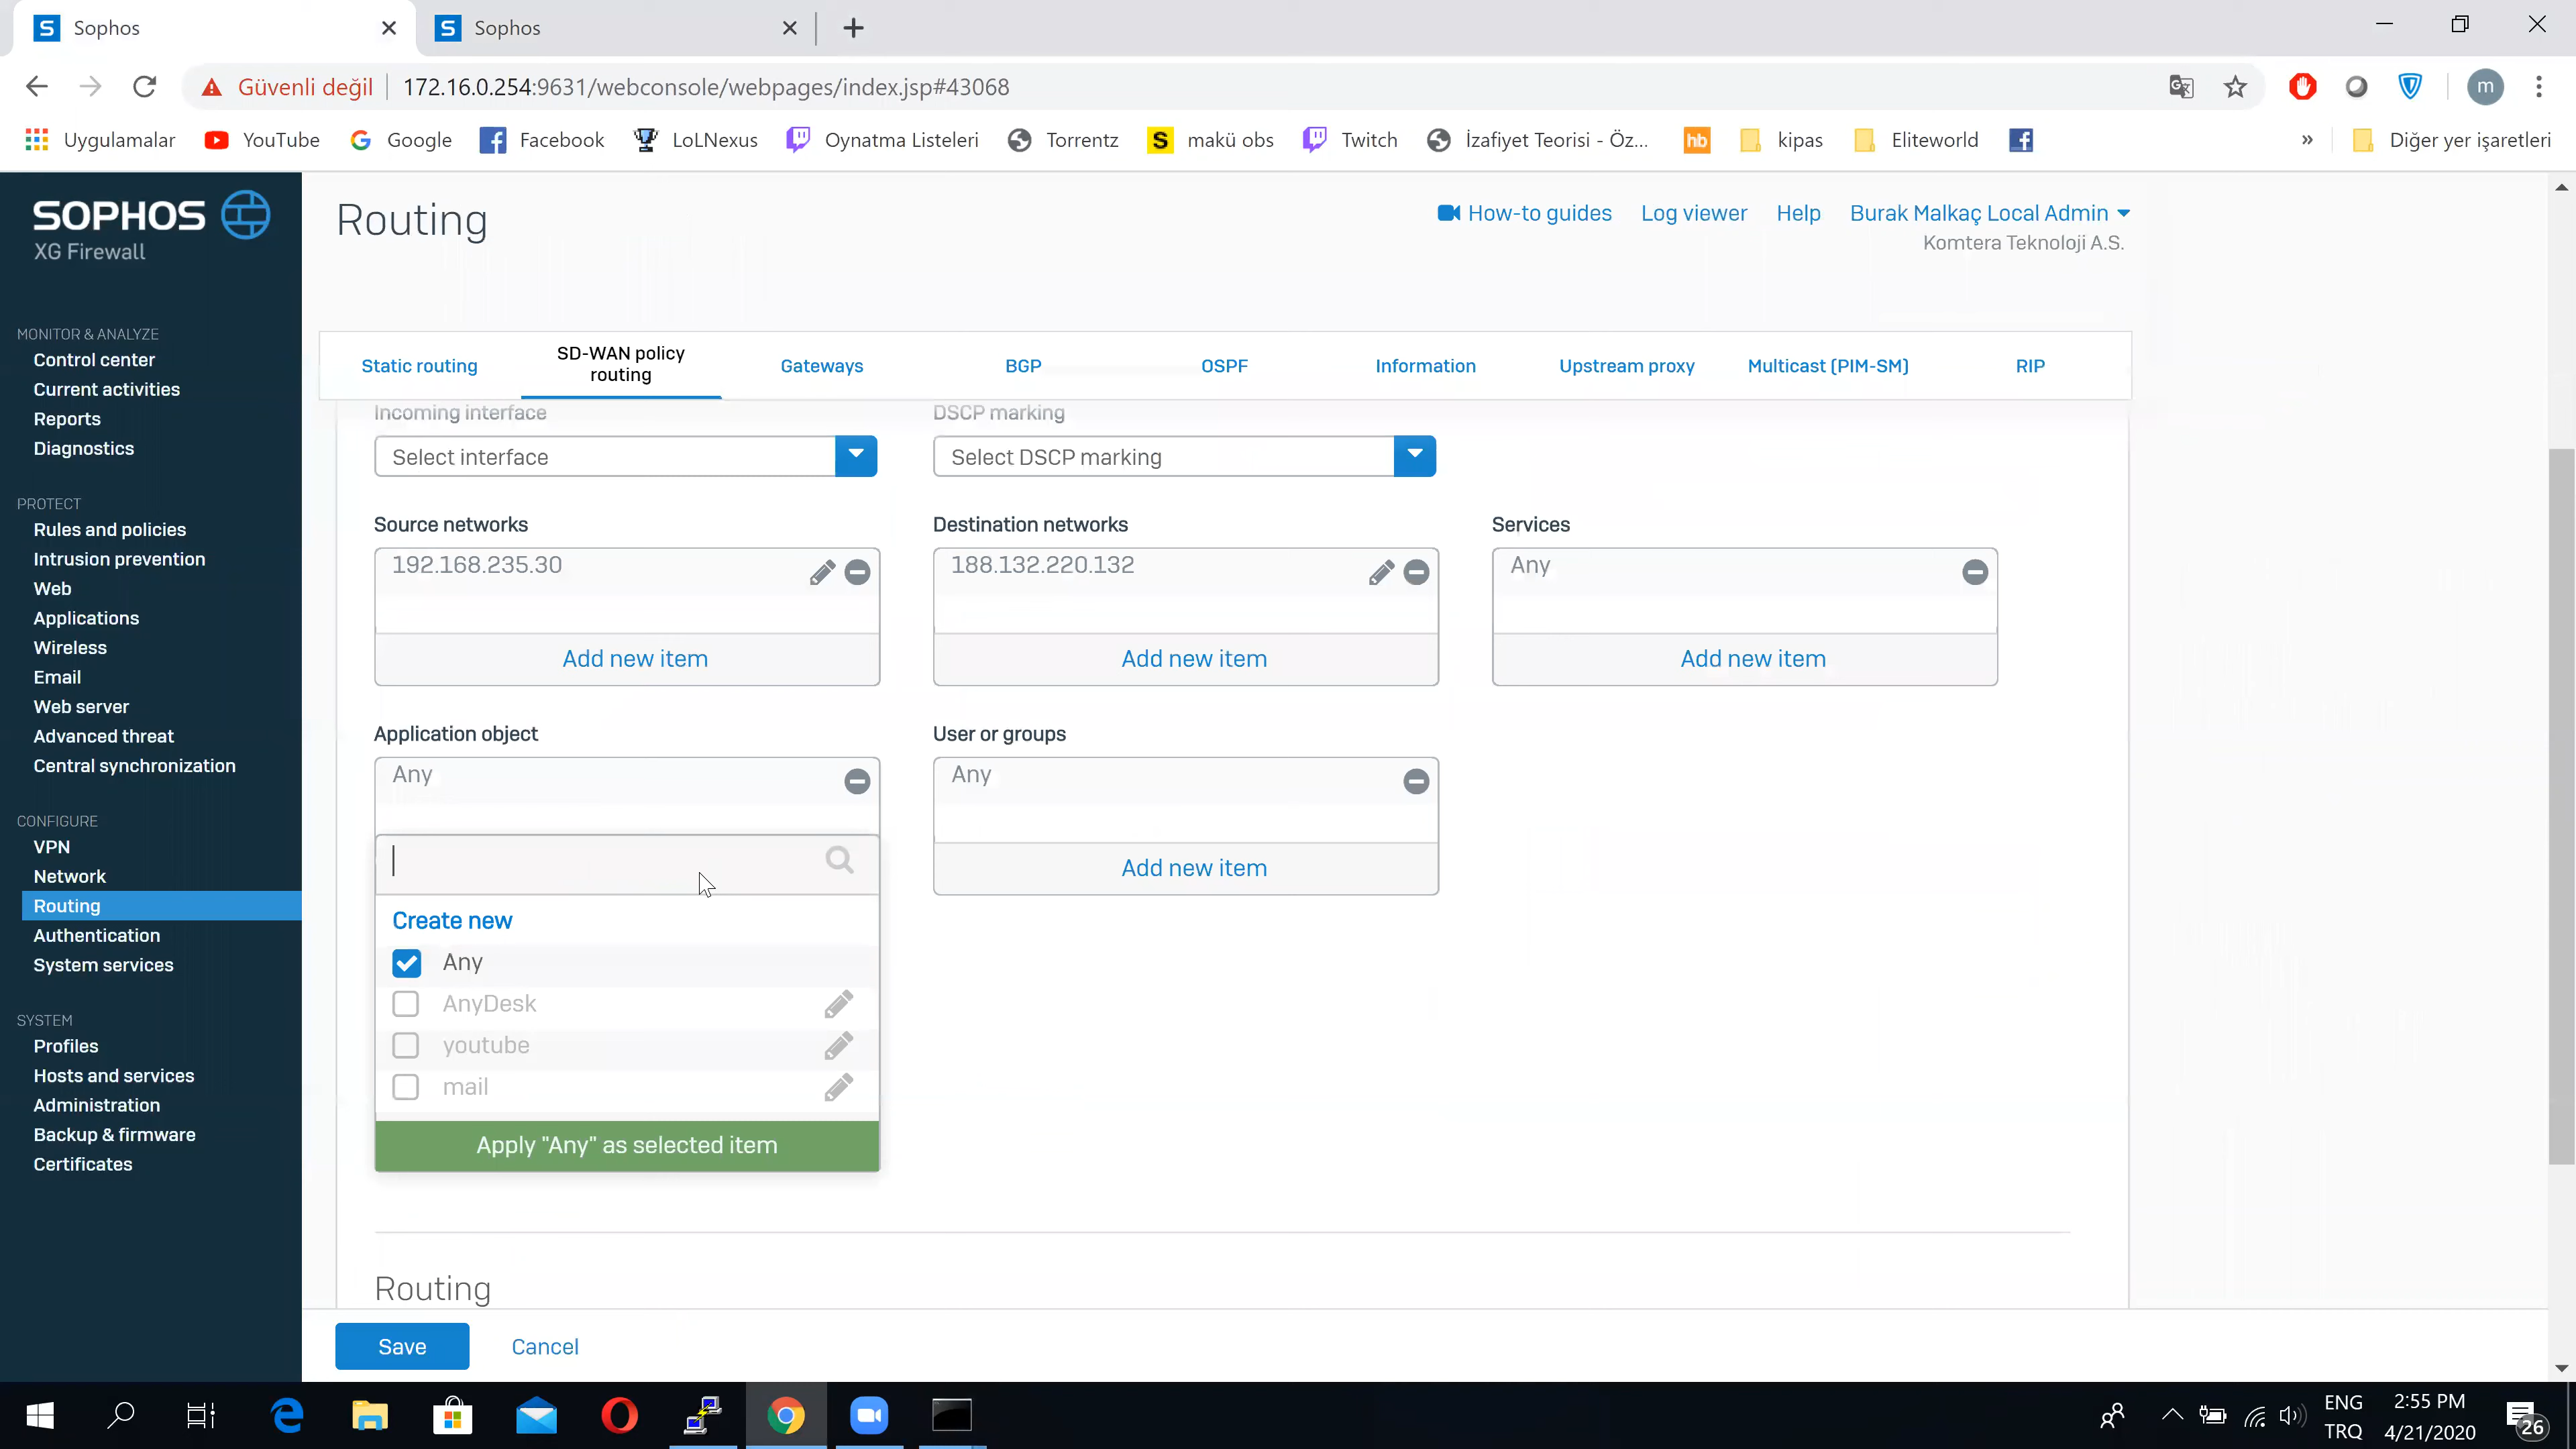 Sophos
Sophos
Güvenli değil
172.16.0.254:9631/webconsole/webpages/index.jsp#43068
m
Uygulamalar
YouTube
Google
Facebook
LoLNexus
Oynatma Listeleri
Torrentz
S
makü obs
Twitch
İzafiyet Teorisi - Öz...
hb
kipas
Eliteworld
»
Diğer yer işaretleri
SOPHOS
XG Firewall
MONITOR & ANALYZE
Control center
Current activities
Reports
Diagnostics
PROTECT
Rules and policies
Intrusion prevention
Web
Applications
Wireless
Email
Web server
Advanced threat
Central synchronization
CONFIGURE
VPN
Network
Routing
Authentication
System services
SYSTEM
Profiles
Hosts and services
Administration
Backup & firmware
Certificates
Routing
How-to guides
Log viewer
Help
Burak Malkaç Local Admin
Komtera Teknoloji A.S.
Static routing
SD-WAN policy
routing
Gateways
BGP
OSPF
Information
Upstream proxy
Multicast (PIM-SM)
RIP
Incoming interface
Select interface
DSCP marking
Select DSCP marking
Source networks
192.168.235.30
Add new item
Destination networks
188.132.220.132
Add new item
Services
Any
Add new item
Application object
Any
Create new
Any
AnyDesk
youtube
mail
Apply "Any" as selected item
User or groups
Any
Add new item
Routing
Save
Cancel
ENG
TRQ
2:55 PM
4/21/2020
26